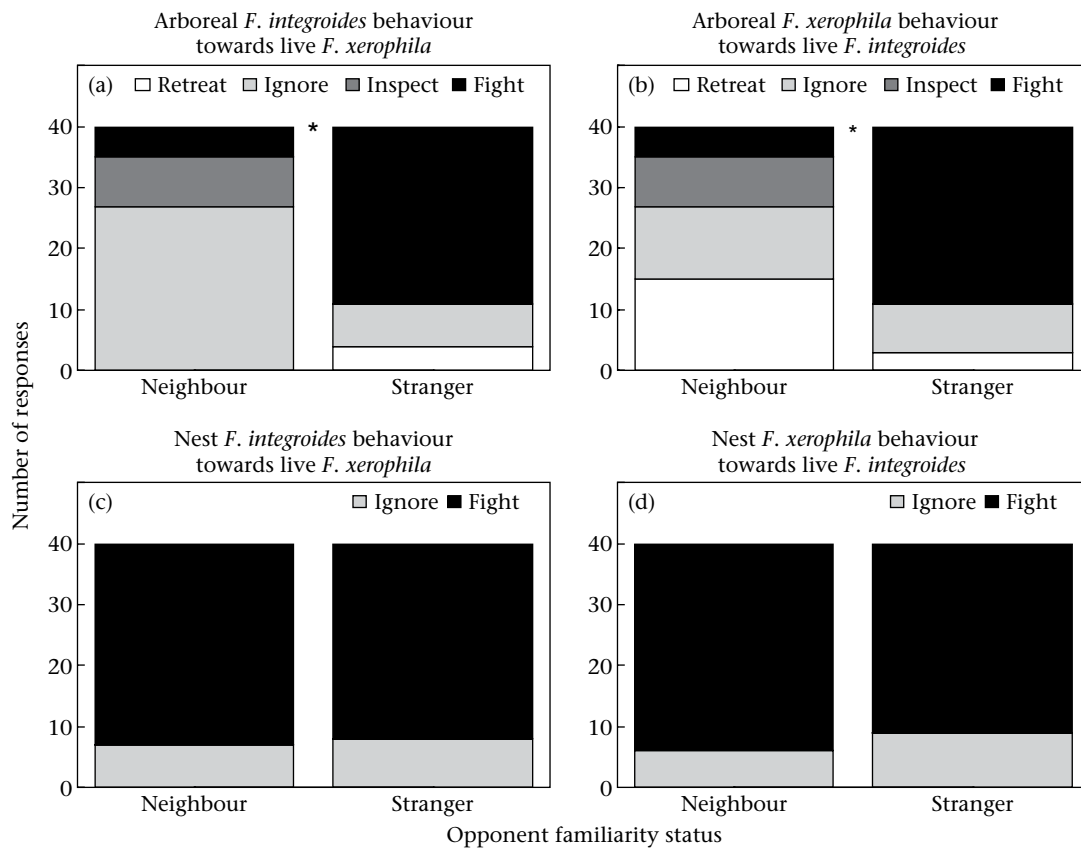 Arboreal F. integroides behaviour
towards live F. xerophila
(a) Retreat Ignore Inspect Fight
*
40
30
20
10
0
Neighbour Stranger
Arboreal F. xerophila behaviour
towards live F. integroides
(b) Retreat Ignore Inspect Fight
*
40
30
20
10
0
Neighbour Stranger
Number of responses
Nest F. integroides behaviour
towards live F. xerophila
(c) Ignore Fight
40
30
20
10
0
Neighbour Stranger
Nest F. xerophila behaviour
towards live F. integroides
(d) Ignore Fight
40
30
20
10
0
Neighbour Stranger
Opponent familiarity status